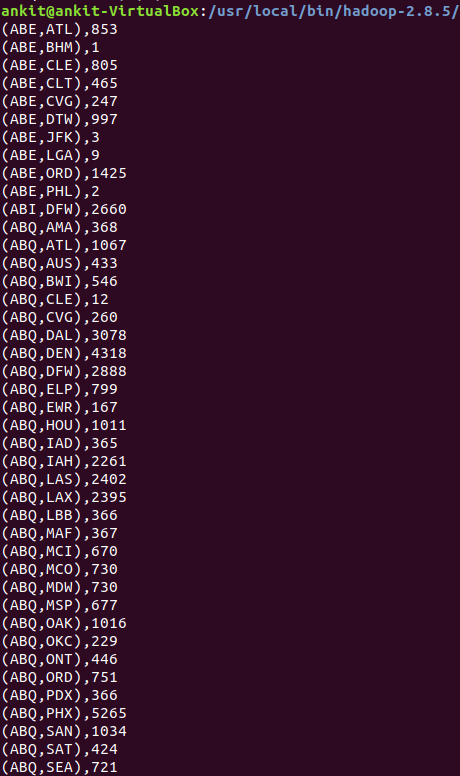 ankit@ankit-VirtualBox:/usr/local/bin/hadoop-2.8.5/
(ABE,ATL),853
(ABE,BHM),1
(ABE,CLE),805
(ABE,CLT),465
(ABE,CVG),247
(ABE,DTW),997
(ABE,JFK),3
(ABE,LGA),9
(ABE,ORD),1425
(ABE,PHL),2
(ABI,DFW),2660
(ABQ,AMA),368
(ABQ,ATL),1067
(ABQ,AUS),433
(ABQ,BWI),546
(ABQ,CLE),12
(ABQ,CVG),260
(ABQ,DAL),3078
(ABQ,DEN),4318
(ABQ,DFW),2888
(ABQ,ELP),799
(ABQ,EWR),167
(ABQ,HOU),1011
(ABQ,IAD),365
(ABQ,IAH),2261
(ABQ,LAS),2402
(ABQ,LAX),2395
(ABQ,LBB),366
(ABQ,MAF),367
(ABQ,MCI),670
(ABQ,MCO),730
(ABQ,MDW),730
(ABQ,MSP),677
(ABQ,OAK),1016
(ABQ,OKC),229
(ABQ,ONT),446
(ABQ,ORD),751
(ABQ,PDX),366
(ABQ,PHX),5265
(ABQ,SAN),1034
(ABQ,SAT),424
(ABQ,SEA),721